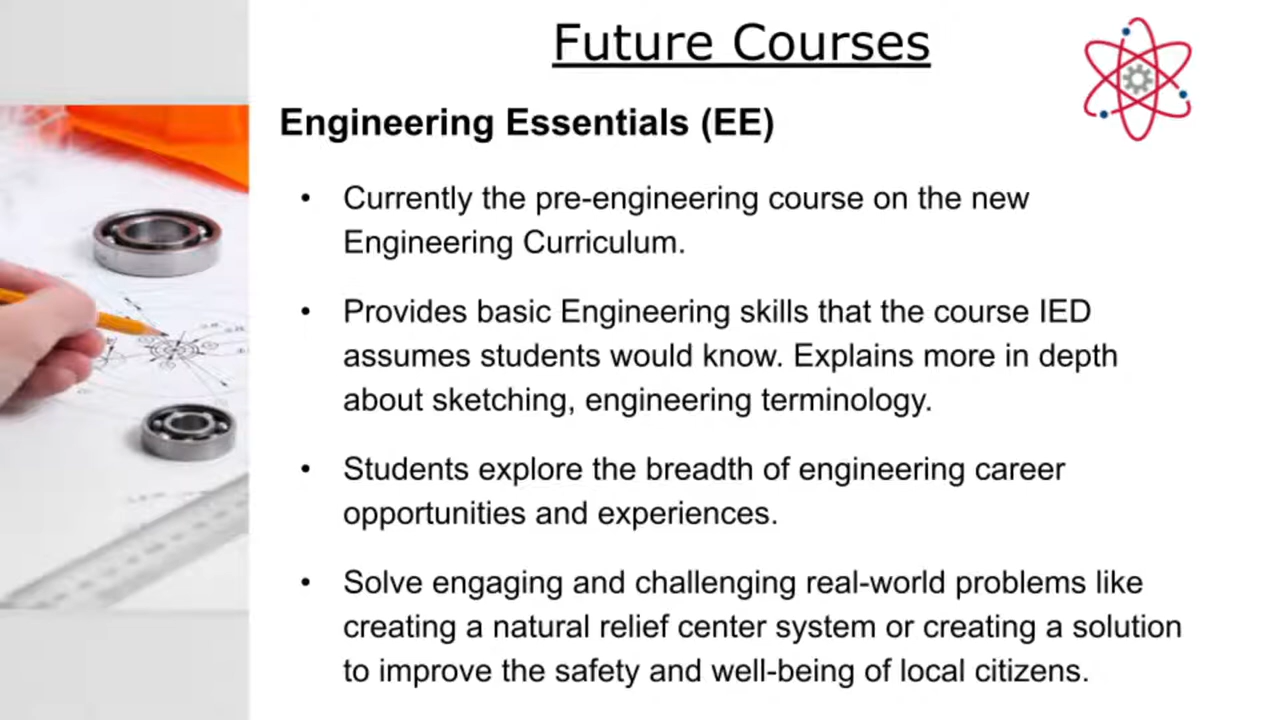 Future Courses
Engineering Essentials (EE)
• Currently the pre-engineering course on the new
Engineering Curriculum.
• Provides basic Engineering skills that the course IED
assumes students would know. Explains more in depth
about sketching, engineering terminology.
• Students explore the breadth of engineering career
opportunities and experiences.
• Solve engaging and challenging real-world problems like
creating a natural relief center system or creating a solution
to improve the safety and well-being of local citizens.